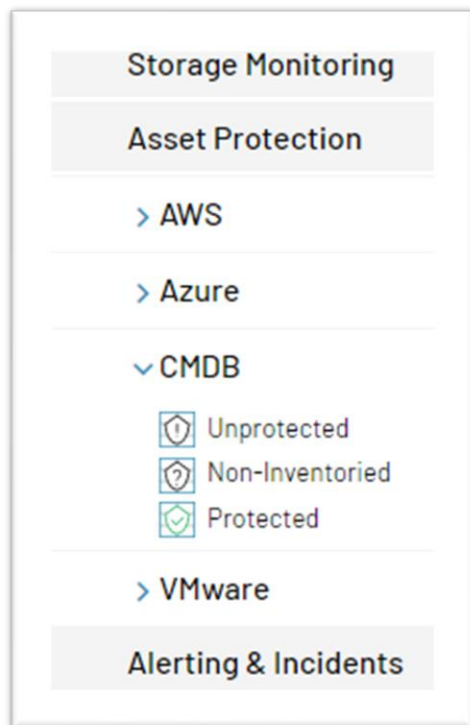 Storage Monitoring
Asset Protection
AWS
Azure
CMDB
Unprotected
Non-Inventoried
Protected
VMware
Alerting & Incidents